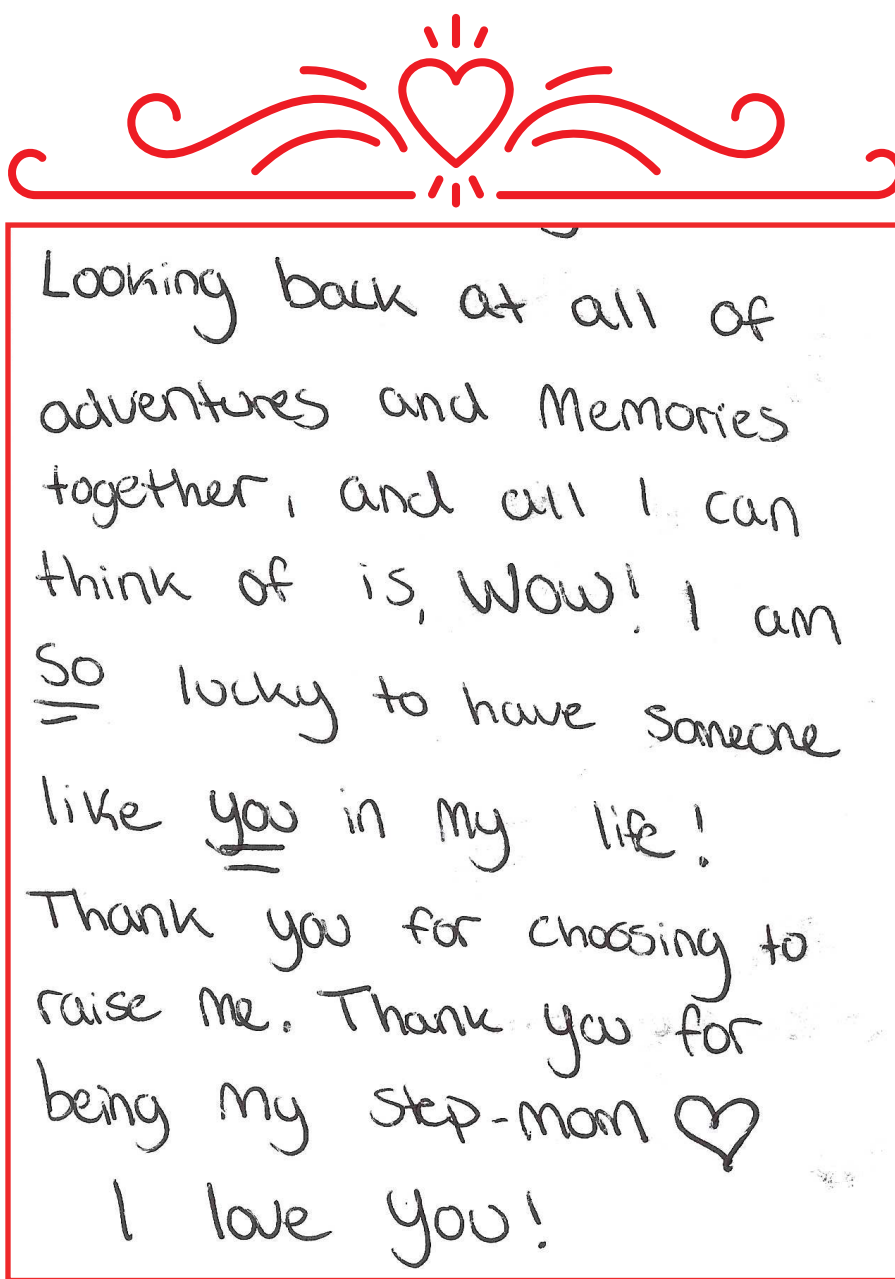 Looking back at all of
adventures and Memories
together, and all I can
think of is, Wow! I am
so lucky to have someone
like you in my life!
Thank you for choosing to
raise me. Thank you for
being my step-mom ♡
I love you!